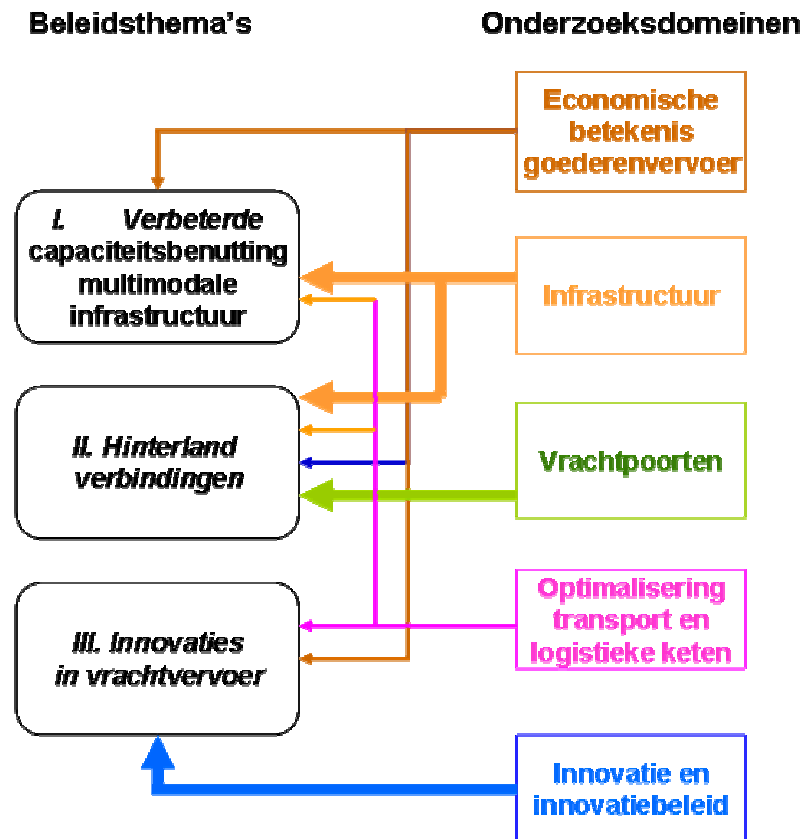 Beleidsthema's
Onderzoeksdomeinen
Economische
betekenis
goederenvervoer
I. Verbeterde
capaciteitsbenutting
multimodale
infrastructuur
Infrastructuur
II. Hinterland
verbindingen
Vrachtpoorten
III. Innovaties
in vrachtvervoer
Optimalisering
transport en
logistieke keten
Innovatie en
innovatiebeleid